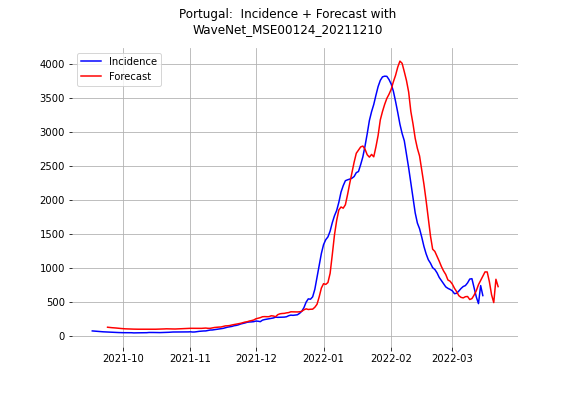 Portugal:  Incidence + Forecast with
WaveNet_MSE00124_20211210
Incidence
Forecast
4000
3500
3000
2500
2000
1500
1000
500
0
2021-10 2021-11 2021-12 2022-01 2022-02 2022-03